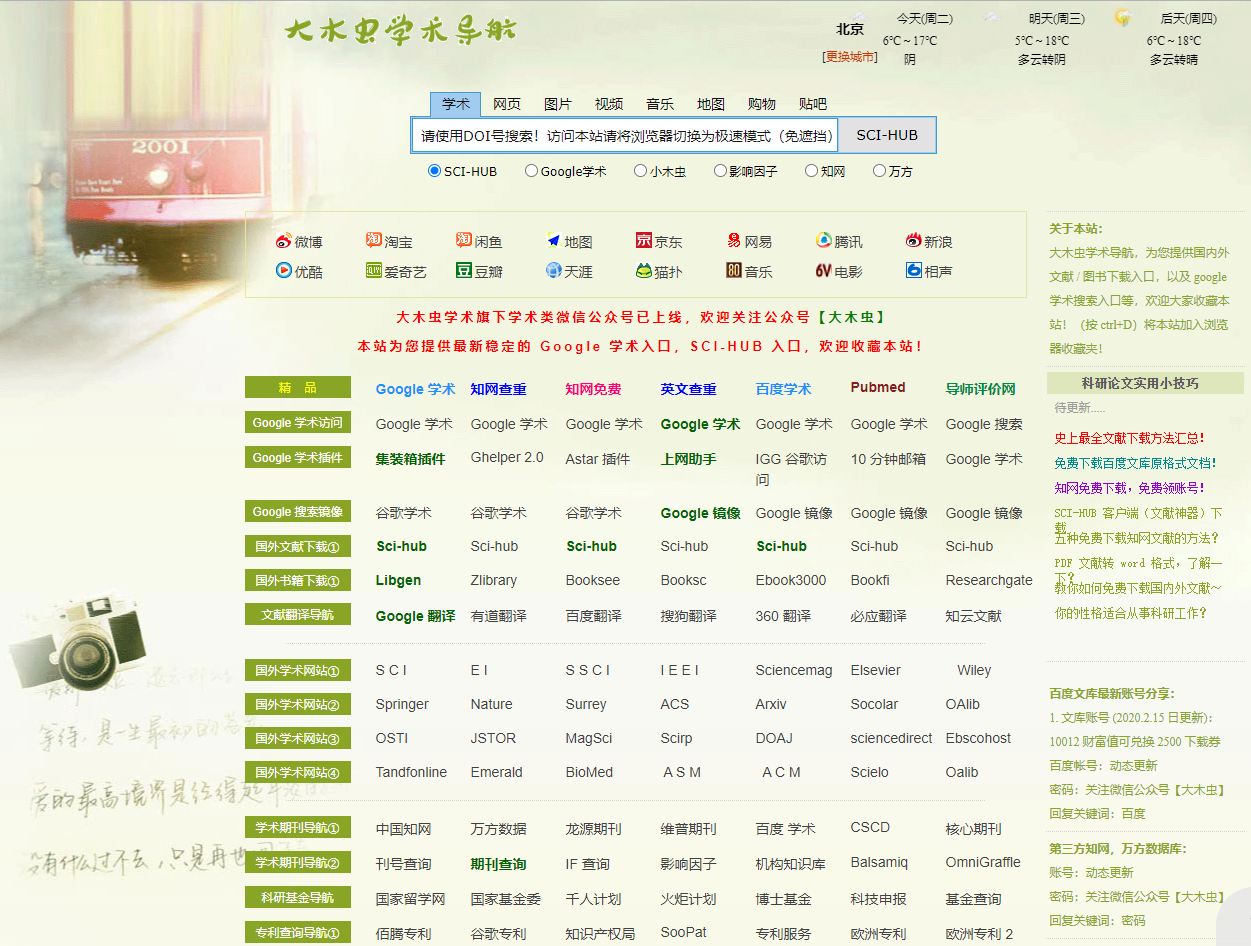 大木虫学术导航
北京
[更换城市]
今天(周二)
6℃~17℃
阴
明天(周三)
5℃~18℃
多云转阴
后天(周四)
6℃~18℃
多云转晴
学术 网页 图片 视频 音乐 地图 购物 贴吧
请使用DOI号搜索！访问本站请将浏览器切换为极速模式（免遮挡） SCI-HUB
SCI-HUB Google学术 小木虫 影响因子 知网 万方
2001
微博 淘宝 闲鱼 地图 京东 网易 腾讯 新浪
优酷 爱奇艺 豆瓣 天涯 猫扑 音乐 电影 相声
大木虫学术旗下学术类微信公众号已上线，欢迎关注公众号【大木虫】
本站为您提供最新稳定的 Google 学术入口，SCI-HUB 入口，欢迎收藏本站！
精 品 Google 学术 知网查重 知网免费 英文查重 百度学术 Pubmed 导师评价网
Google 学术访问 Google 学术 Google 学术 Google 学术 Google 学术 Google 学术 Google 学术 Google 搜索
Google 学术插件 集装箱插件 Ghelper 2.0 Astar 插件 上网助手 IGG 谷歌访问 10 分钟邮箱 Google 学术
Google 搜索镜像 谷歌学术 谷歌学术 谷歌学术 Google 镜像 Google 镜像 Google 镜像 Google 镜像
国外文献下载① Sci-hub Sci-hub Sci-hub Sci-hub Sci-hub Sci-hub Sci-hub
国外书籍下载① Libgen Zlibrary Booksee Booksc Ebook3000 Bookfi Researchgate
文献翻译导航 Google 翻译 有道翻译 百度翻译 搜狗翻译 360 翻译 必应翻译 知云文献
国外学术网站① S C I E I S S C I I E E I Sciencemag Elsevier Wiley
国外学术网站② Springer Nature Surrey ACS Arxiv Socolar OAlib
国外学术网站③ OSTI JSTOR MagSci Scirp DOAJ sciencedirect Ebscohost
国外学术网站④ Tandfonline Emerald BioMed A S M A C M Scielo Oalib
学术期刊导航① 中国知网 万方数据 龙源期刊 维普期刊 百度 学术 CSCD 核心期刊
学术期刊导航② 刊号查询 期刊查询 IF 查询 影响因子 机构知识库 Balsamiq OmniGraffle
科研基金导航 国家留学网 国家基金委 千人计划 火炬计划 博士基金 科技申报 基金查询
专利查询导航① 佰腾专利 谷歌专利 知识产权局 SooPat 专利服务 欧洲专利 欧洲专利 2
关于本站：
大木虫学术导航，为您提供国内外
文献 / 图书下载入口，以及 google
学术搜索入口等，欢迎大家收藏本
站！（按 ctrl+D）将本站加入浏览
器收藏夹！
科研论文实用小技巧
待更新.....
史上最全文献下载方法汇总！
免费下载百度文库原格式文档！
知网免费下载，免费领账号！
SCI-HUB 客户端（文献神器）下
载
五种免费下载知网文献的方法？
PDF 文献转 word 格式，了解一
下？
教你如何免费下载国内外文献～
你的性格适合从事科研工作？
百度文库最新账号分享：
1. 文库账号 (2020.2.15 日更新)：
10012 财富值可兑换 2500 下载券
百度帐号：动态更新
密码：关注微信公众号【大木虫】
回复关键词：百度
第三方知网，万方数据库：
账号：动态更新
密码：关注微信公众号【大木虫】
回复关键词：密码
等待，是一生最初的苍老
爱的最高境界是经得起平淡的
没有什么过不去，只是再也回不去